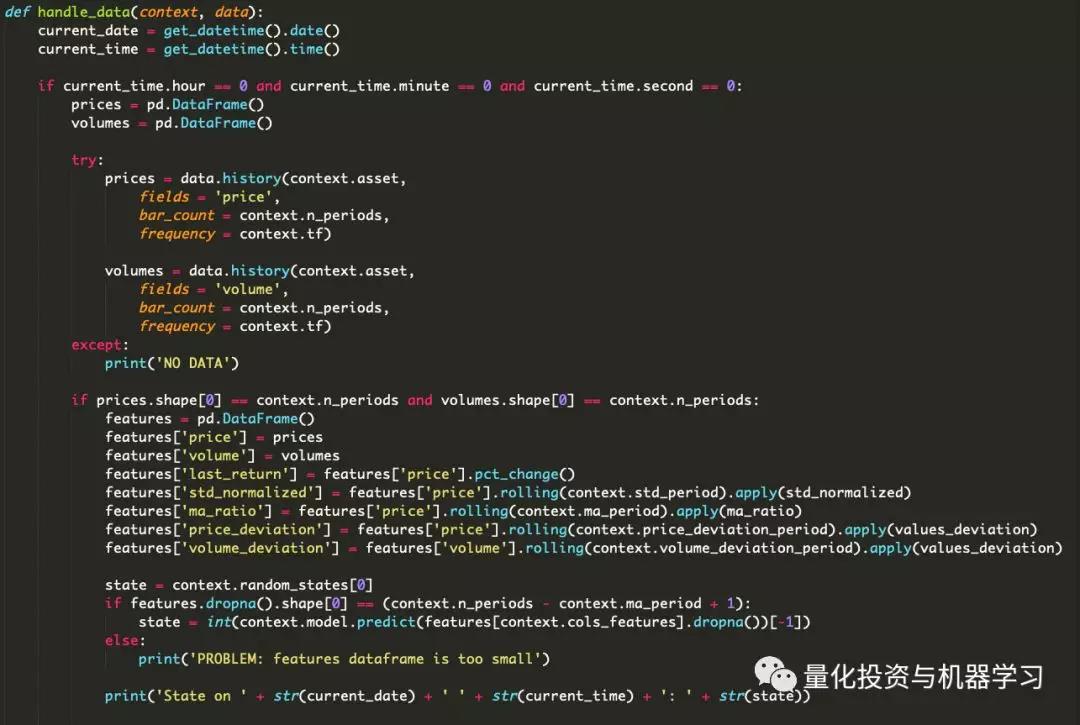 def handle_data(context, data):
    current_date = get_datetime().date()
    current_time = get_datetime().time()

    if current_time.hour == 0 and current_time.minute == 0 and current_time.second == 0:
        prices = pd.DataFrame()
        volumes = pd.DataFrame()

        try:
            prices = data.history(context.asset,
                fields = 'price',
                bar_count = context.n_periods,
                frequency = context.tf)

            volumes = data.history(context.asset,
                fields = 'volume',
                bar_count = context.n_periods,
                frequency = context.tf)
        except:
            print('NO DATA')

        if prices.shape[0] == context.n_periods and volumes.shape[0] == context.n_periods:
            features = pd.DataFrame()
            features['price'] = prices
            features['volume'] = volumes
            features['last_return'] = features['price'].pct_change()
            features['std_normalized'] = features['price'].rolling(context.std_period).apply(std_normalized)
            features['ma_ratio'] = features['price'].rolling(context.ma_period).apply(ma_ratio)
            features['price_deviation'] = features['price'].rolling(context.price_deviation_period).apply(values_deviation)
            features['volume_deviation'] = features['volume'].rolling(context.volume_deviation_period).apply(values_deviation)

            state = context.random_states[0]
            if features.dropna().shape[0] == (context.n_periods - context.ma_period + 1):
                state = int(context.model.predict(features[context.cols_features].dropna())[-1])
            else:
                print('PROBLEM: features dataframe is too small')

            print('State on ' + str(current_date) + ' ' + str(current_time) + ': ' + str(state))
量化投资与机器学习